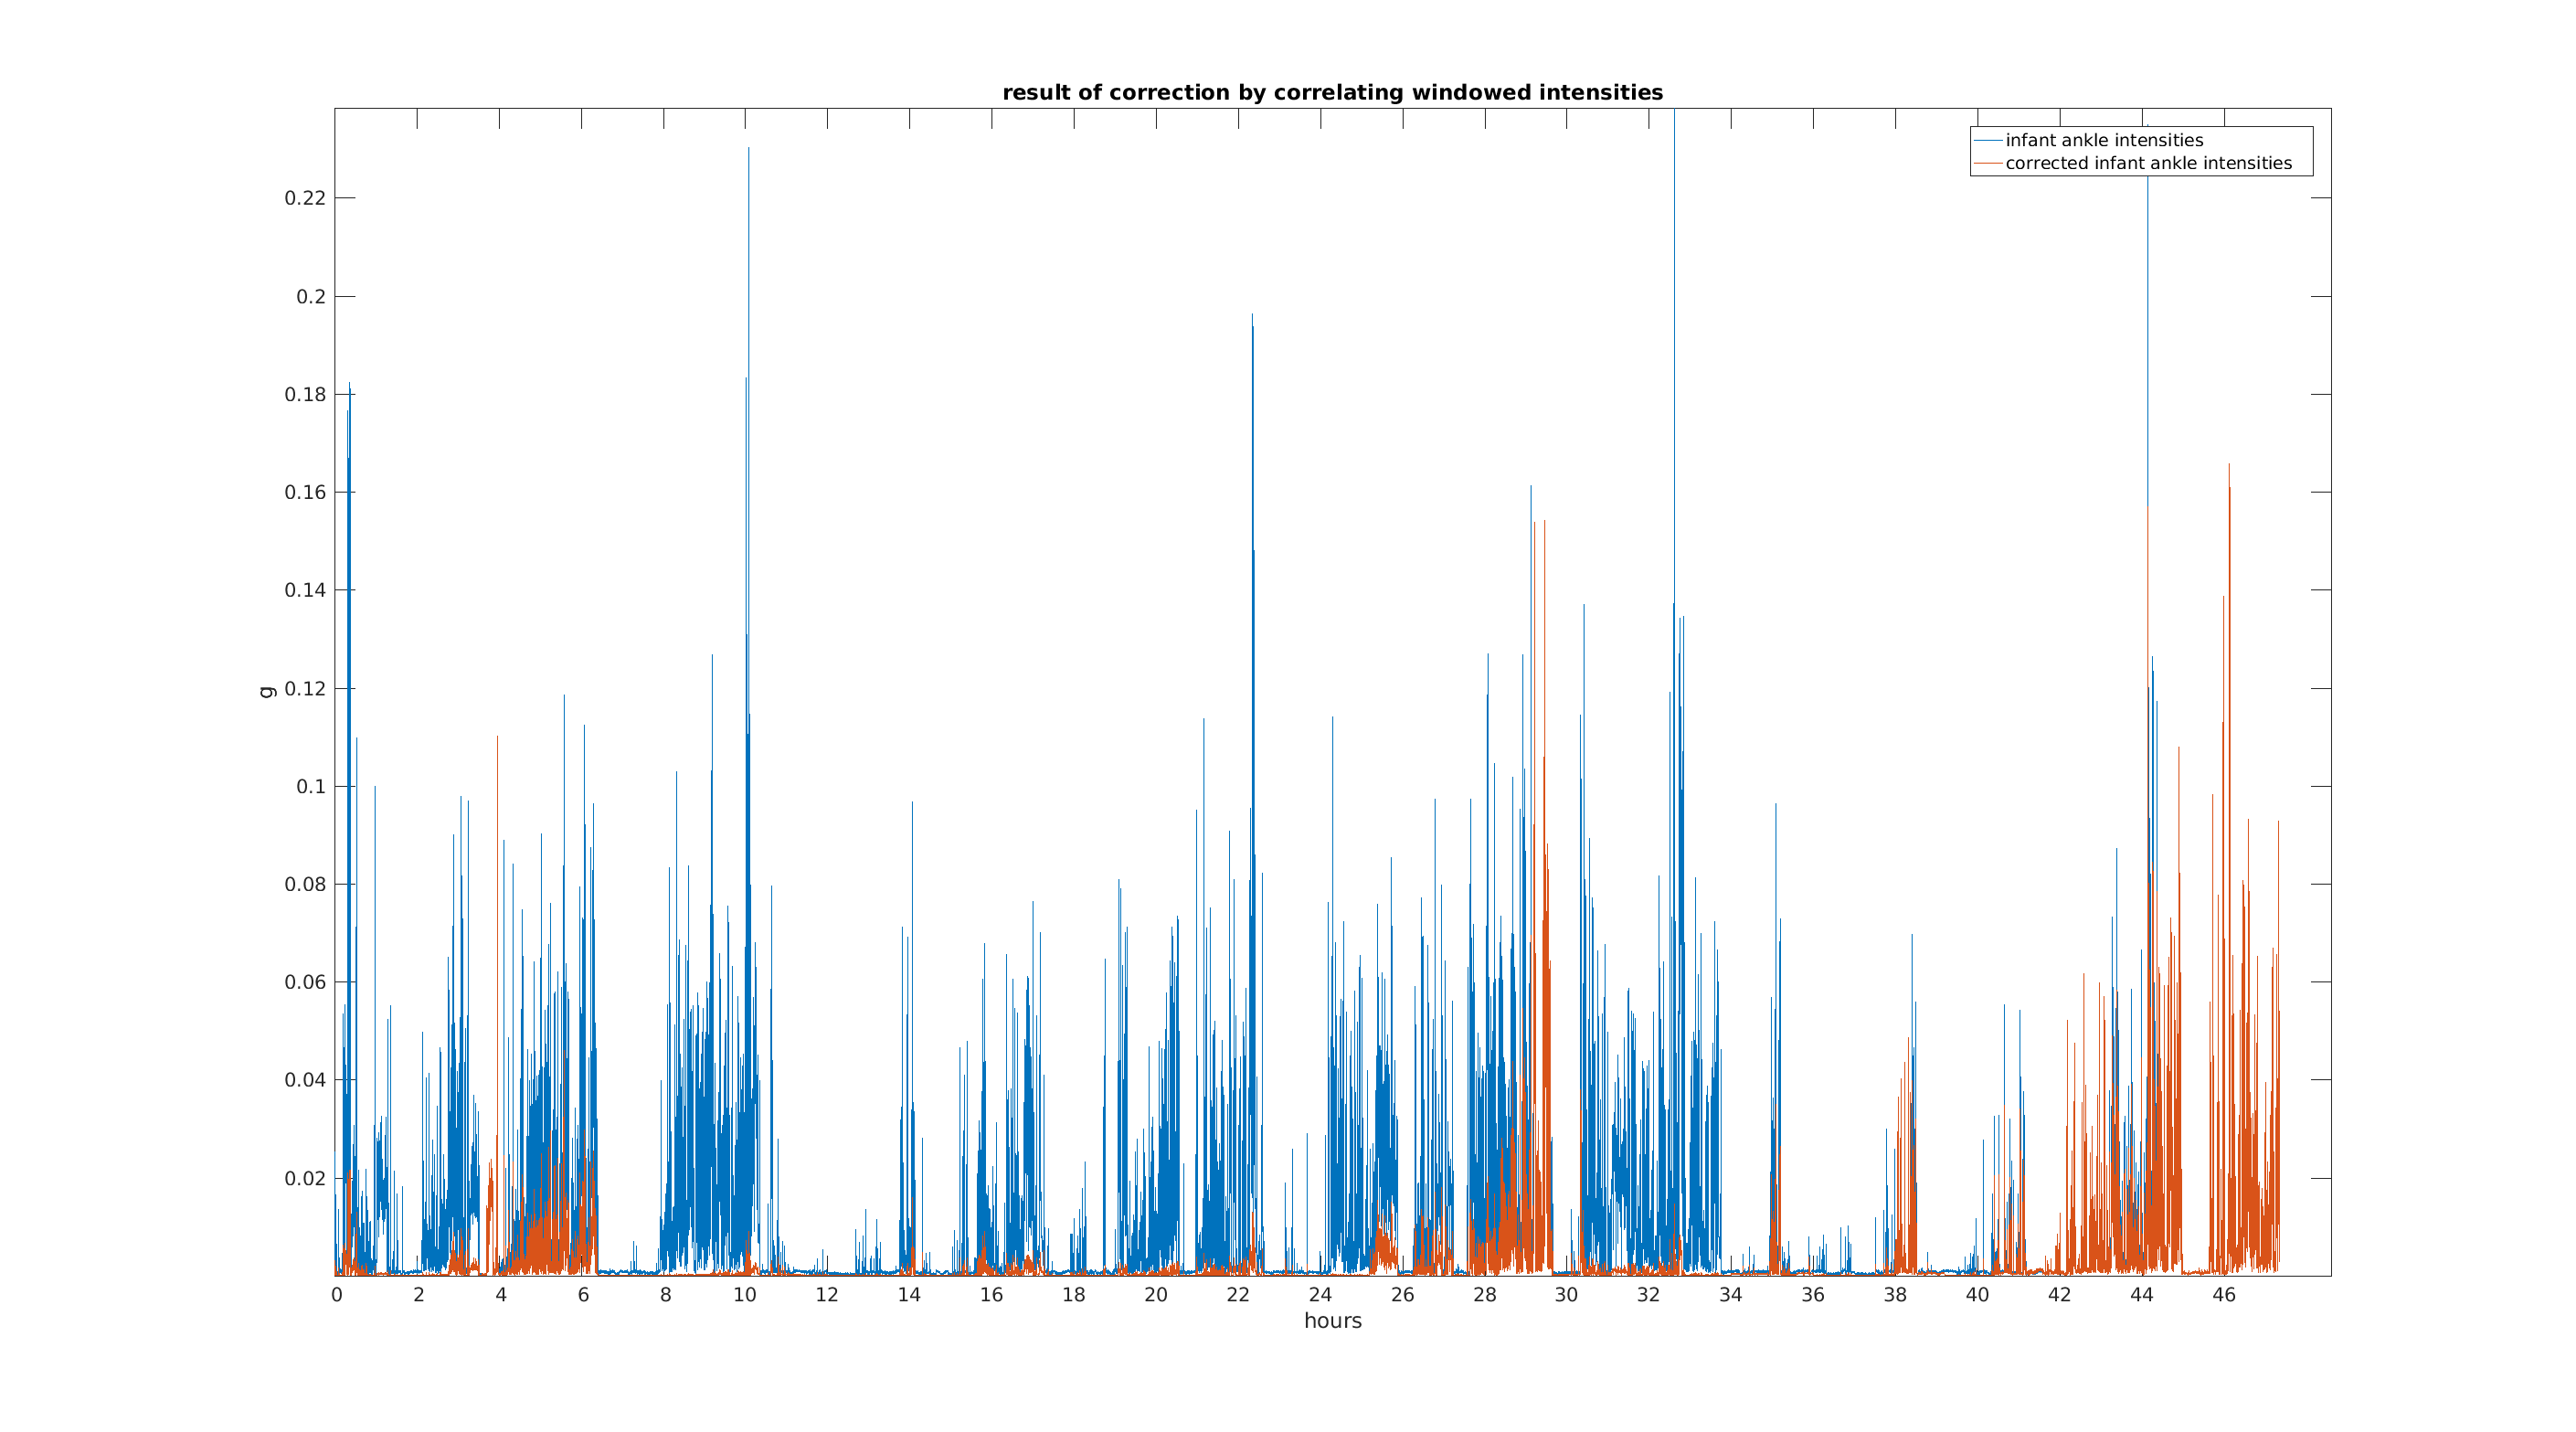 result of correction by correlating windowed intensities
infant ankle intensities
corrected infant ankle intensities
0.22
0.2
0.18
0.16
0.14
0.12
0.1
0.08
0.06
0.04
0.02
g
0 2 4 6 8 10 12 14 16 18 20 22 24 26 28 30 32 34 36 38 40 42 44 46
hours